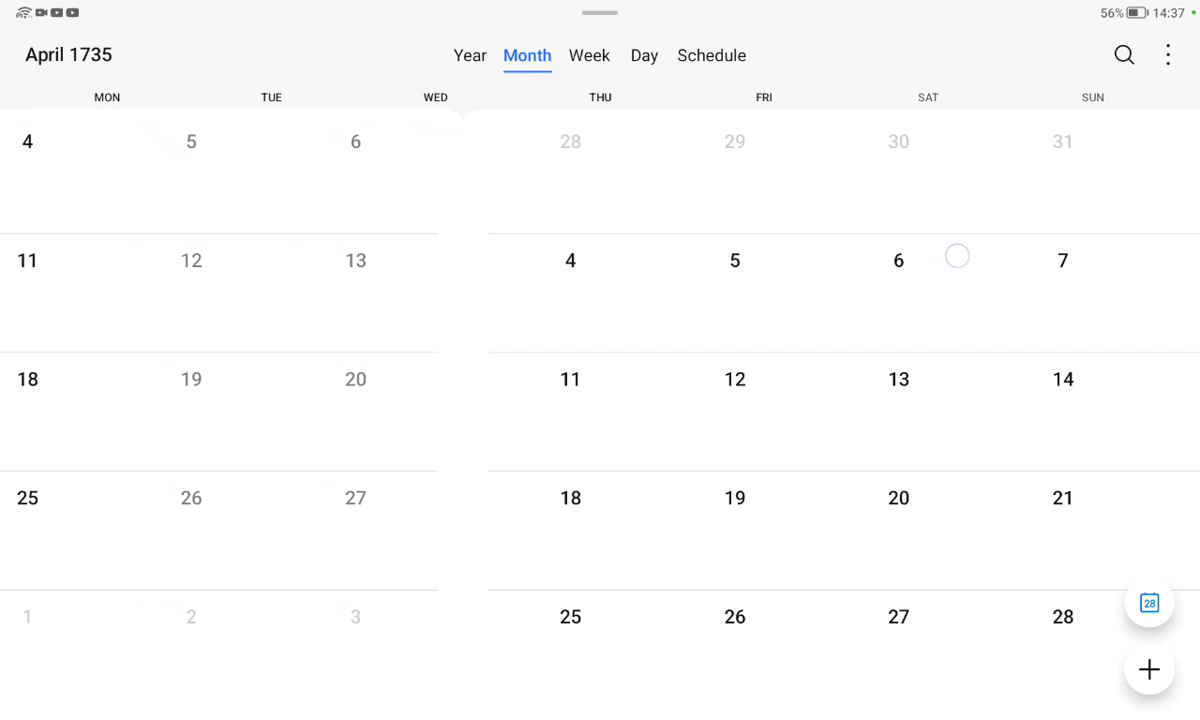 56% 14:37
April 1735
Year Month Week Day Schedule
MON TUE WED THU FRI SAT SUN
4 5 6 28 29 30 31
11 12 13 4 5 6 7
18 19 20 11 12 13 14
25 26 27 18 19 20 21
28
1 2 3 25 26 27 28